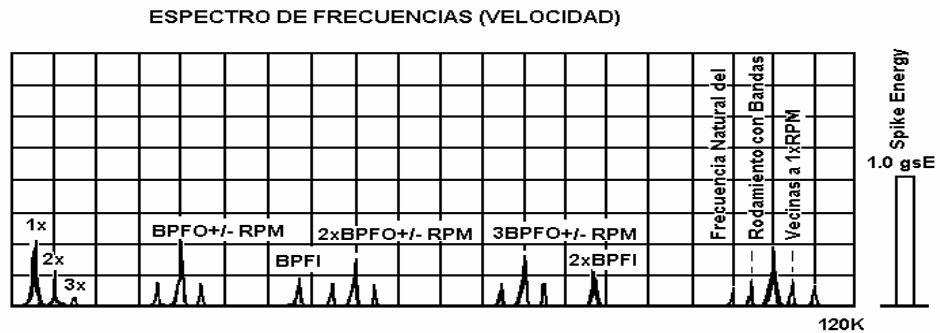 ESPECTRO DE FRECUENCIAS (VELOCIDAD)
1x
2x
3x
BPFO+/- RPM
BPFI
2xBPFO+/- RPM
3BPFO+/- RPM
2xBPFI
Frecuencia Natural del
Rodamiento con Bandas
Vecinas a 1xRPM
Spike Energy
1.0 gsE
120K